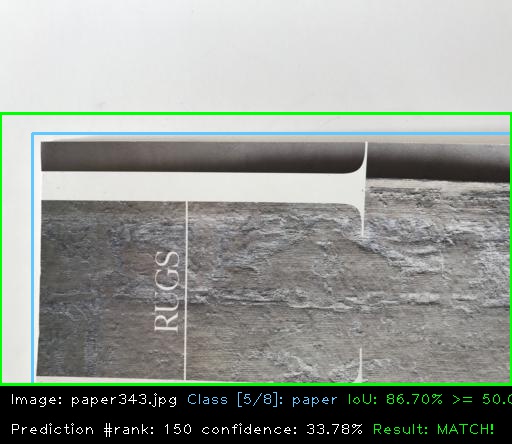 RUGS
Image: paper343.jpg Class [5/8]: paper IoU: 86.70% >= 50.0
Prediction #rank: 150 confidence: 33.78% Result: MATCH!